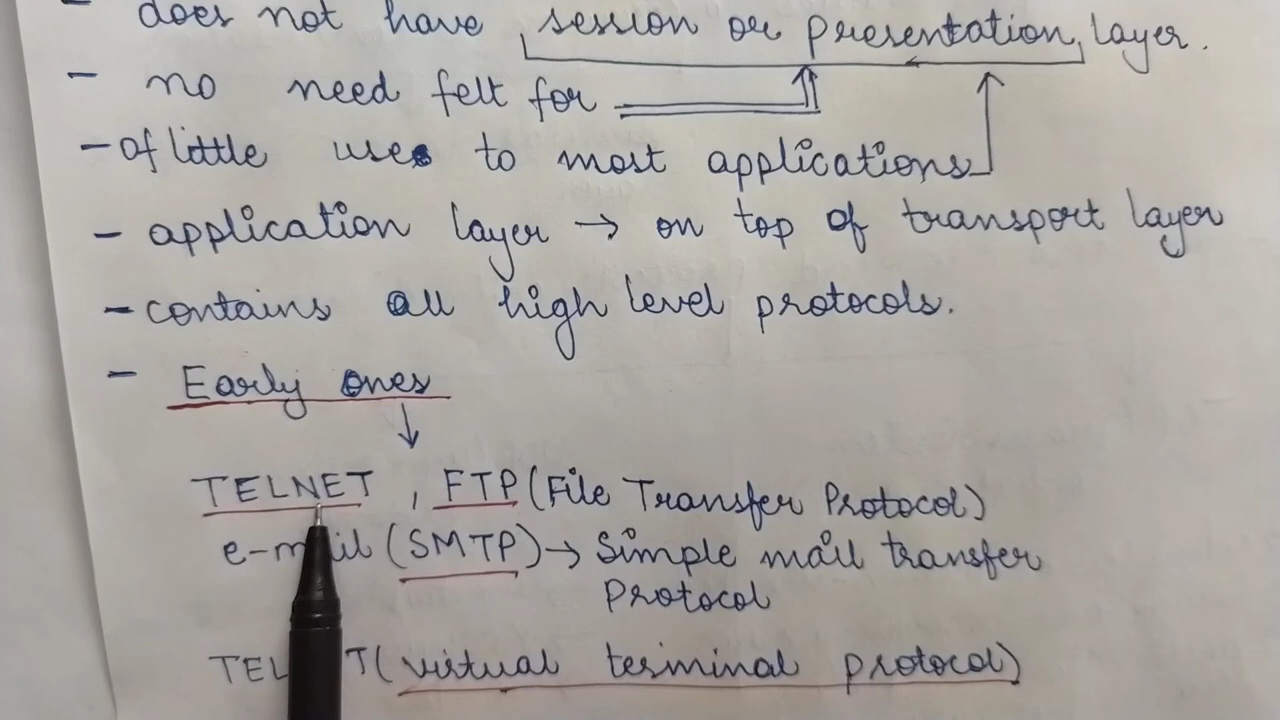 - does not have session or presentation layer.
- no need felt for
- of little use to most applications
- application layer → on top of transport layer
- contains all high level protocols.
- Early ones
↓
TELNET, FTP (File Transfer Protocol)
e-mail (SMTP) → Simple mail transfer
Protocol
(virtual terminal protocol)